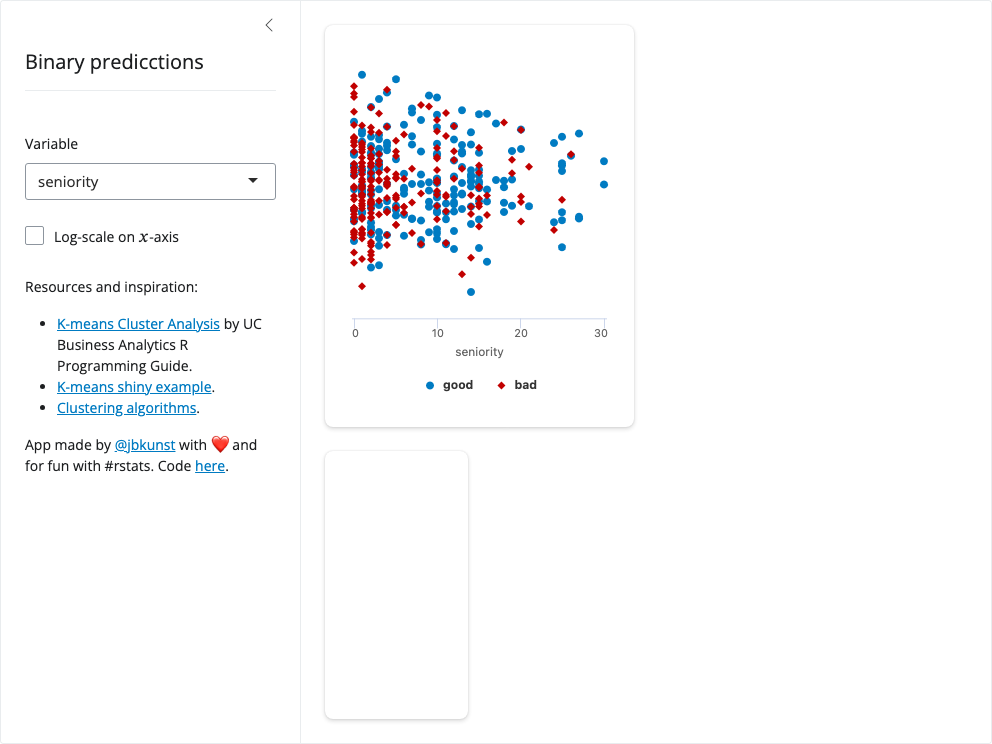 Binary predicctions
Variable
seniority
Log-scale on x-axis
Resources and inspiration:
K-means Cluster Analysis by UC
Business Analytics R
Programming Guide.
K-means shiny example.
Clustering algorithms.
App made by @jbkunst with ❤️ and
for fun with #rstats. Code here.
0 10 20 30
seniority
good bad